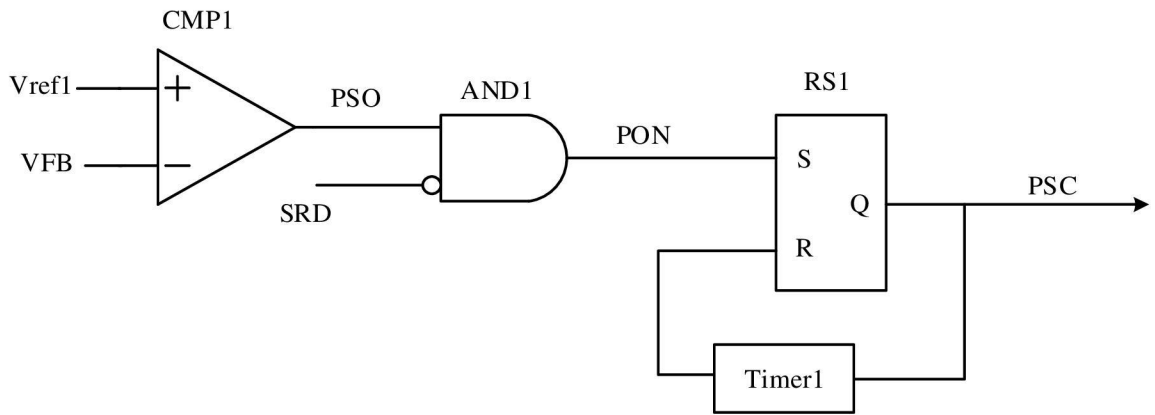 CMP1
Vref1
+
PSO
AND1
RS1
VFB
−
SRD
PON
S
R
Q
PSC
Timer1